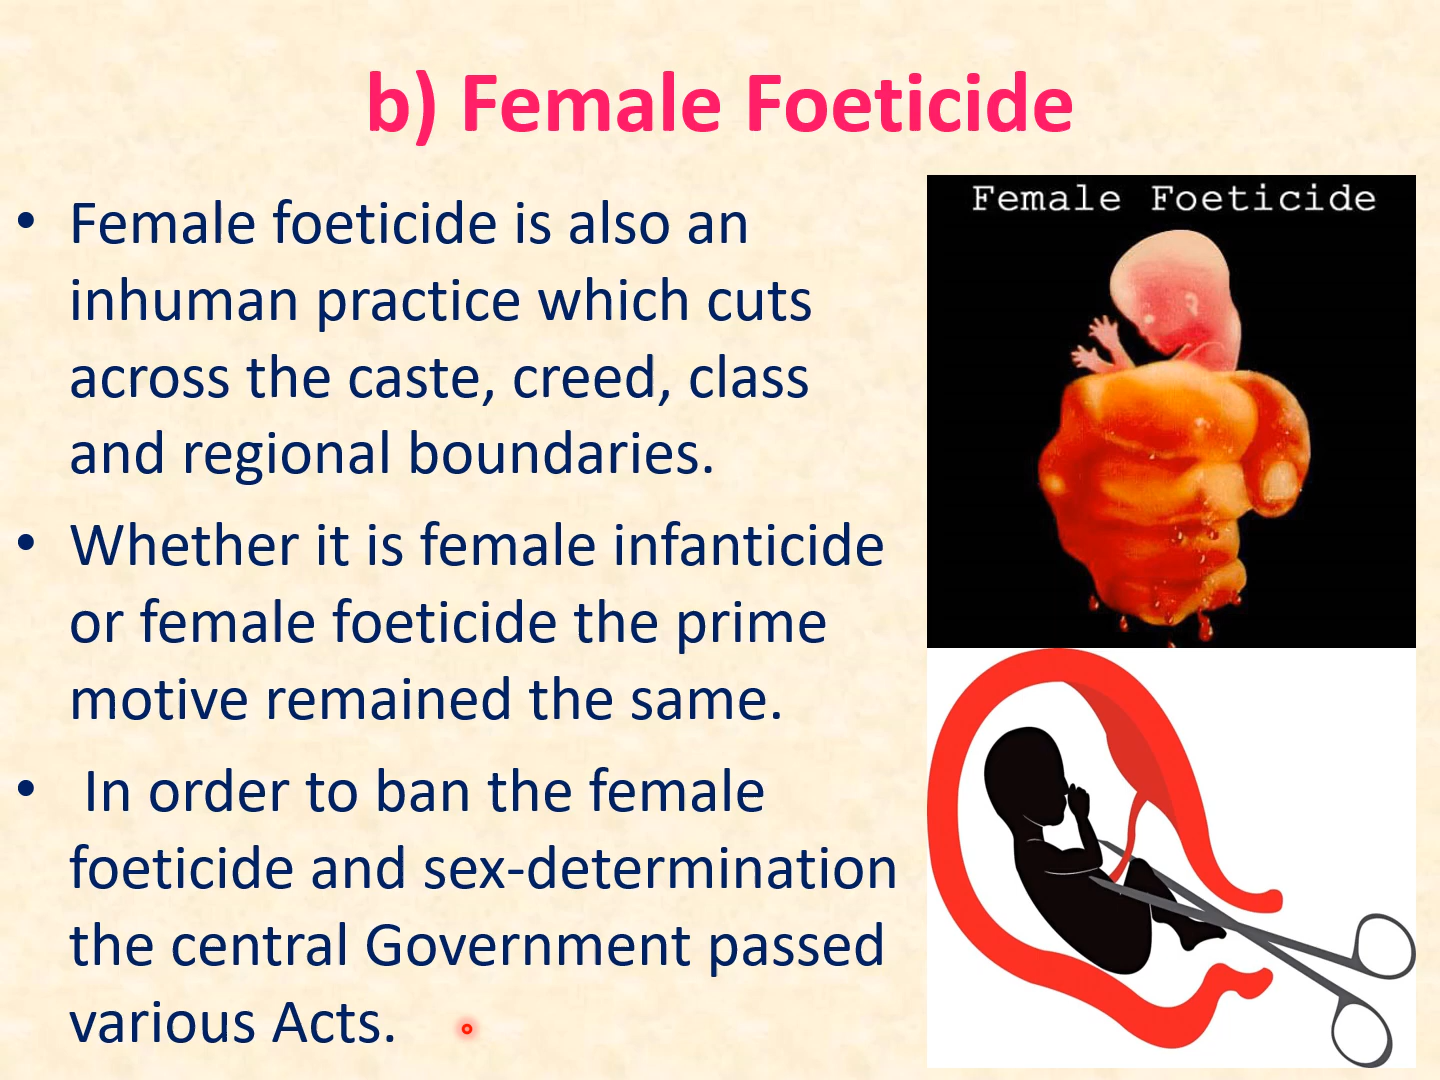 b) Female Foeticide
• Female foeticide is also an
inhuman practice which cuts
across the caste, creed, class
and regional boundaries.
• Whether it is female infanticide
or female foeticide the prime
motive remained the same.
• In order to ban the female
foeticide and sex-determination
the central Government passed
various Acts.
Female Foeticide